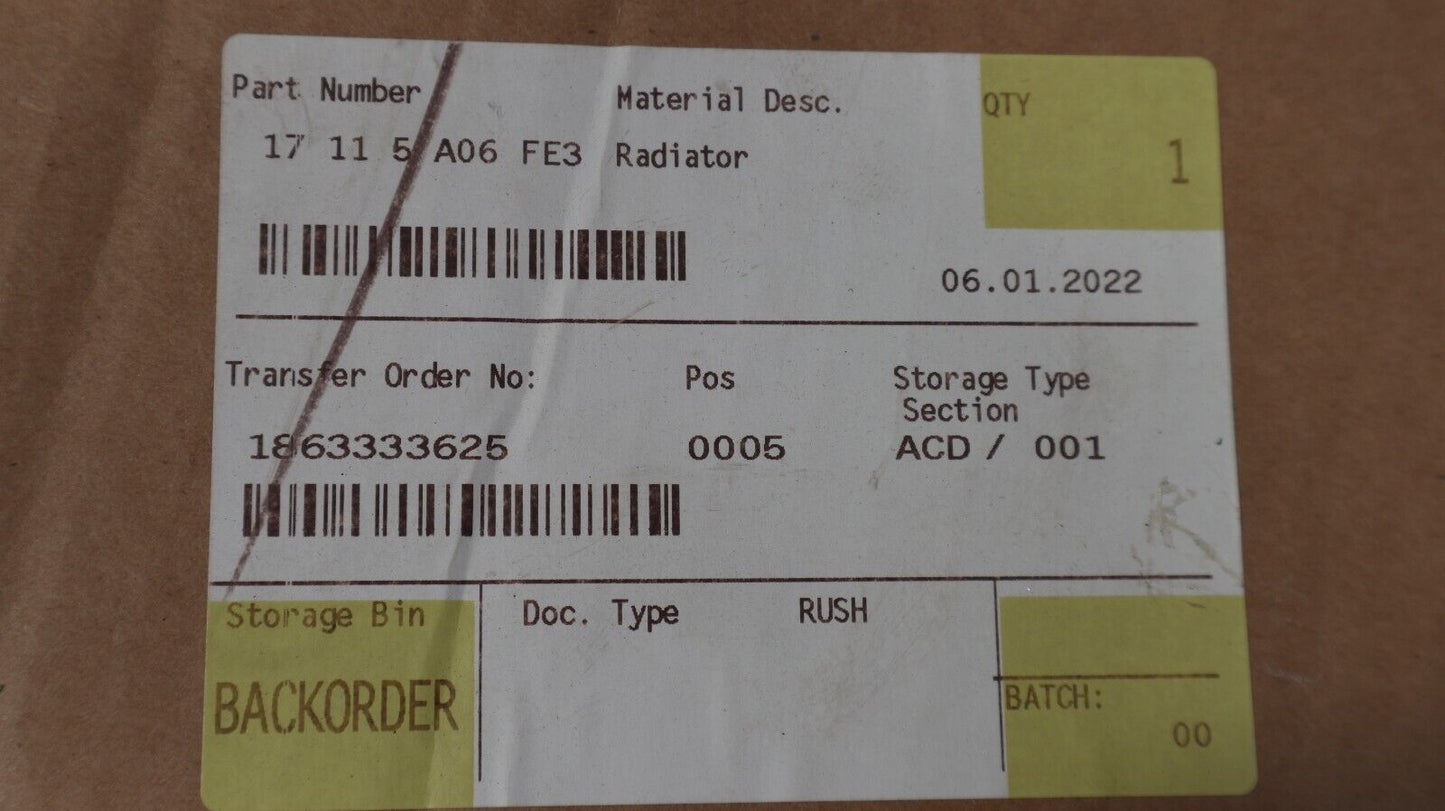 Part Number Material Desc. QTY
17 11 5 A06 FE3 Radiator 1
06.01.2022
Transfer Order No: Pos Storage Type
Section
1863333625 0005 ACD / 001
Storage Bin Doc. Type RUSH
BACKORDER
BATCH:
00